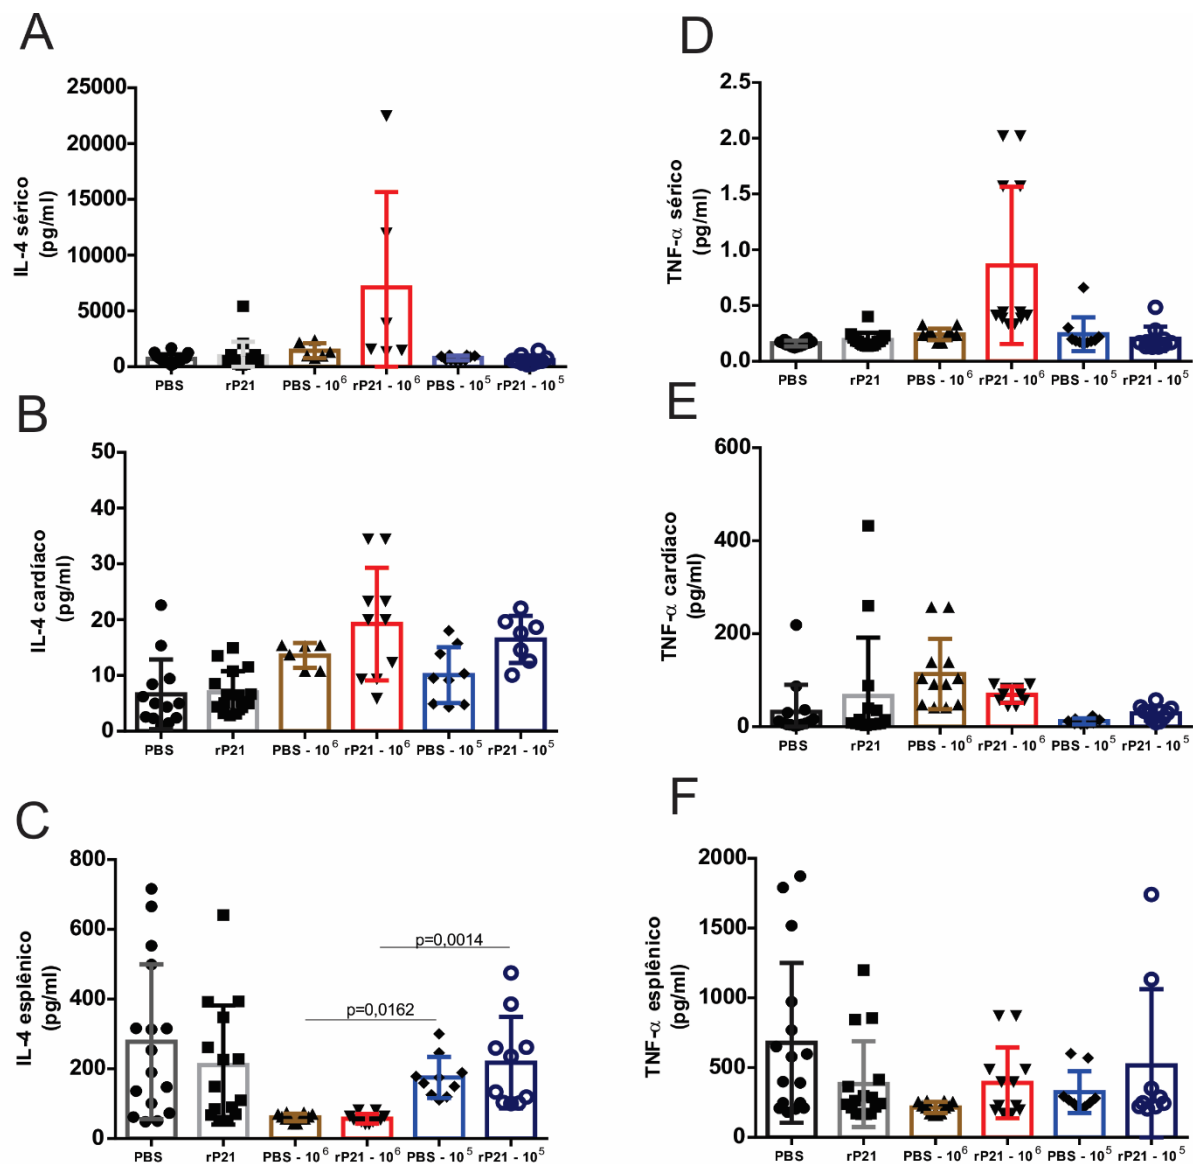 A
IL-4 sérico
(pg/ml)
25000
20000
15000
10000
5000
0
PBS
rP21
PBS - 10⁶
rP21 - 10⁶
PBS - 10⁵
rP21 - 10⁵
B
IL-4 cardíaco
(pg/ml)
50
40
30
20
10
0
PBS
rP21
PBS - 10⁶
rP21 - 10⁶
PBS - 10⁵
rP21 - 10⁵
C
IL-4 esplênico
(pg/ml)
800
600
400
200
0
p=0,0014
p=0,0162
PBS
rP21
PBS - 10⁶
rP21 - 10⁶
PBS - 10⁵
rP21 - 10⁵
D
TNF-α sérico
(pg/ml)
2.5
2.0
1.5
1.0
0.5
0.0
PBS
rP21
PBS - 10⁶
rP21 - 10⁶
PBS - 10⁵
rP21 - 10⁵
E
TNF-α cardíaco
(pg/ml)
600
400
200
0
PBS
rP21
PBS - 10⁶
rP21 - 10⁶
PBS - 10⁵
rP21 - 10⁵
F
TNF-α esplênico
(pg/ml)
2000
1500
1000
500
0
PBS
rP21
PBS - 10⁶
rP21 - 10⁶
PBS - 10⁵
rP21 - 10⁵